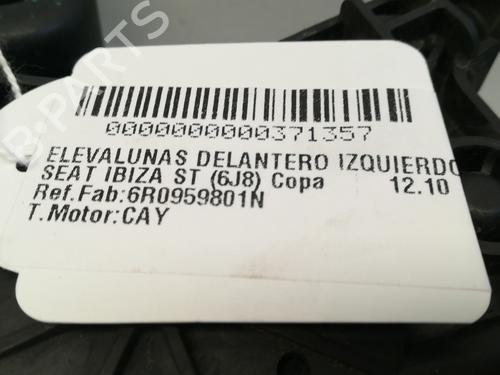 B-PARTS
0000000000371357
ELEVALUNAS DELANTERO IZQUIERDO
SEAT IBIZA ST (6J8) Copa 12.10
Ref.Fab:6R0959801N
T.Motor:CAY